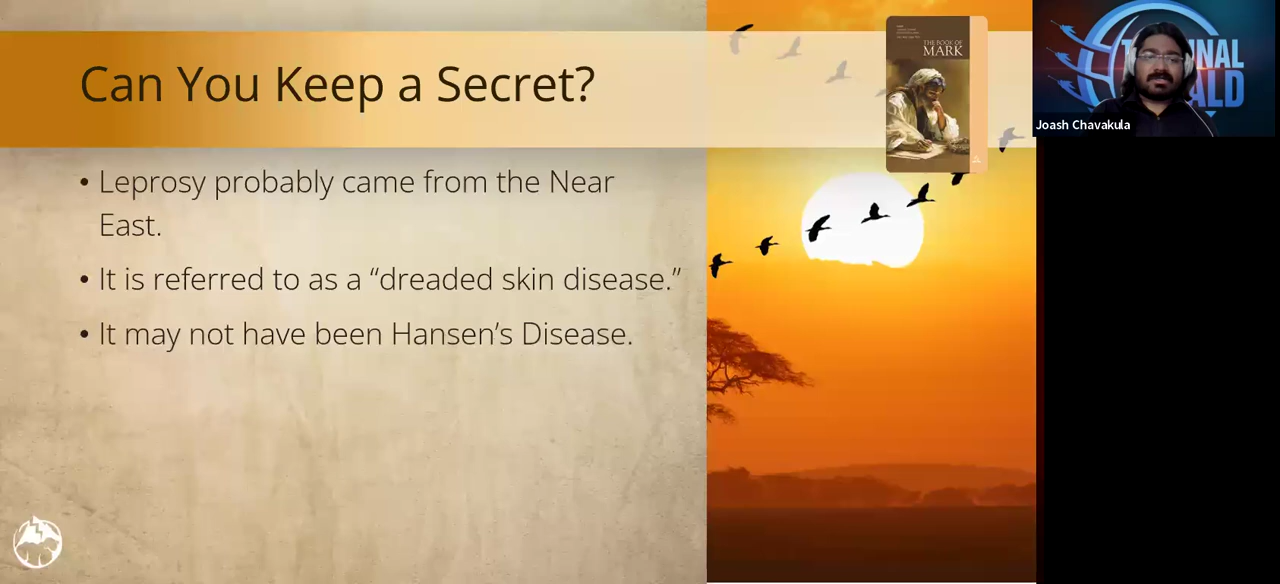 Can You Keep a Secret?
• Leprosy probably came from the Near
East.
• It is referred to as a “dreaded skin disease.”
• It may not have been Hansen’s Disease.
THE BOOK OF
MARK
Joash Chavakula